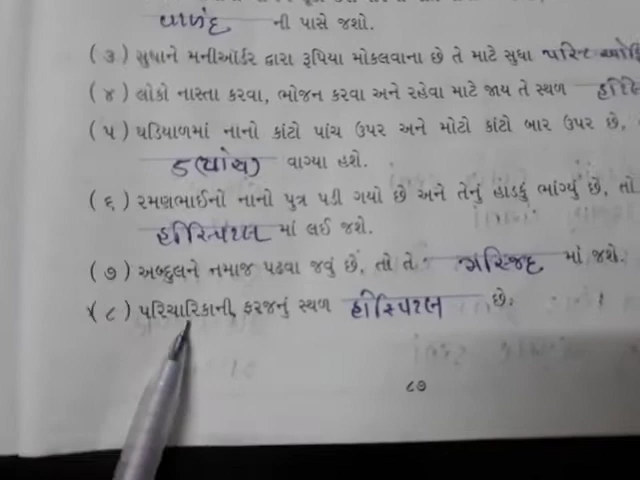 વાળંદ ની પાસે જશો.
(૩) સુધાને મનીઑર્ડર દ્વારા રૂપિયા મોકલવાના છે તે માટે સુધા પોસ્ટ
(૪) લોકો નાસ્તા કરવા, ભોજન કરવા અને રહેવા માટે જાય તે સ્થળ
(૫) ઘડિયાળમાં નાનો કાંટો પાંચ ઉપર અને મોટો કાંટો બાર ઉપર છે,
૫ (પાંચ) વાગ્યા હશે.
(૬) રમણભાઈનો નાનો પુત્ર પડી ગયો છે અને તેનું હાડકું ભાંગ્યું છે, તો
હૉસ્પિટલ માં લઈ જશો.
(૭) અબ્દુલને નમાજ પઢવા જવું છે, તો તે મસ્જિદ માં જશે.
(૮) પરિચારિકાની ફરજનું સ્થળ હૉસ્પિટલ છે.
૮૭